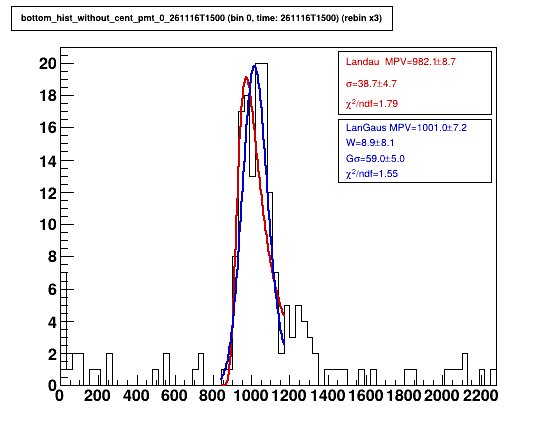 bottom_hist_without_cent_pmt_0_261116T1500 (bin 0, time: 261116T1500) (rebin x3)
Landau  MPV=982.1±8.7
σ=38.7±4.7
χ²/ndf=1.79
LanGaus MPV=1001.0±7.2
W=8.9±8.1
Gσ=59.0±5.0
χ²/ndf=1.55
20
18
16
14
12
10
8
6
4
2
0
0 200 400 600 800 1000 1200 1400 1600 1800 2000 2200